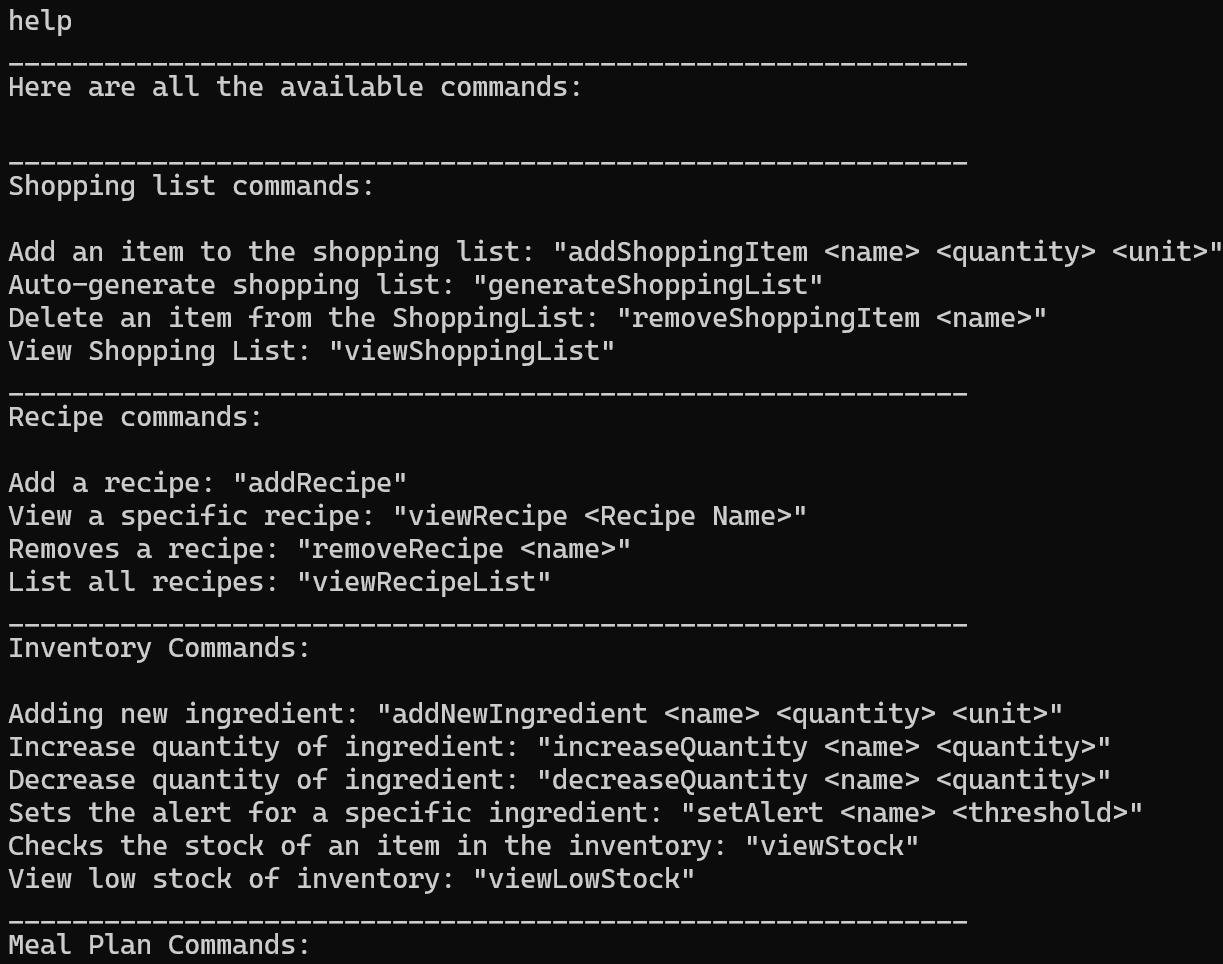 help
____________________________________________________________
Here are all the available commands:
____________________________________________________________
Shopping list commands:
Add an item to the shopping list: "addShoppingItem <name> <quantity> <unit>"
Auto-generate shopping list: "generateShoppingList"
Delete an item from the ShoppingList: "removeShoppingItem <name>"
View Shopping List: "viewShoppingList"
____________________________________________________________
Recipe commands:
Add a recipe: "addRecipe"
View a specific recipe: "viewRecipe <Recipe Name>"
Removes a recipe: "removeRecipe <name>"
List all recipes: "viewRecipeList"
____________________________________________________________
Inventory Commands:
Adding new ingredient: "addNewIngredient <name> <quantity> <unit>"
Increase quantity of ingredient: "increaseQuantity <name> <quantity>"
Decrease quantity of ingredient: "decreaseQuantity <name> <quantity>"
Sets the alert for a specific ingredient: "setAlert <name> <threshold>"
Checks the stock of an item in the inventory: "viewStock"
View low stock of inventory: "viewLowStock"
____________________________________________________________
Meal Plan Commands: